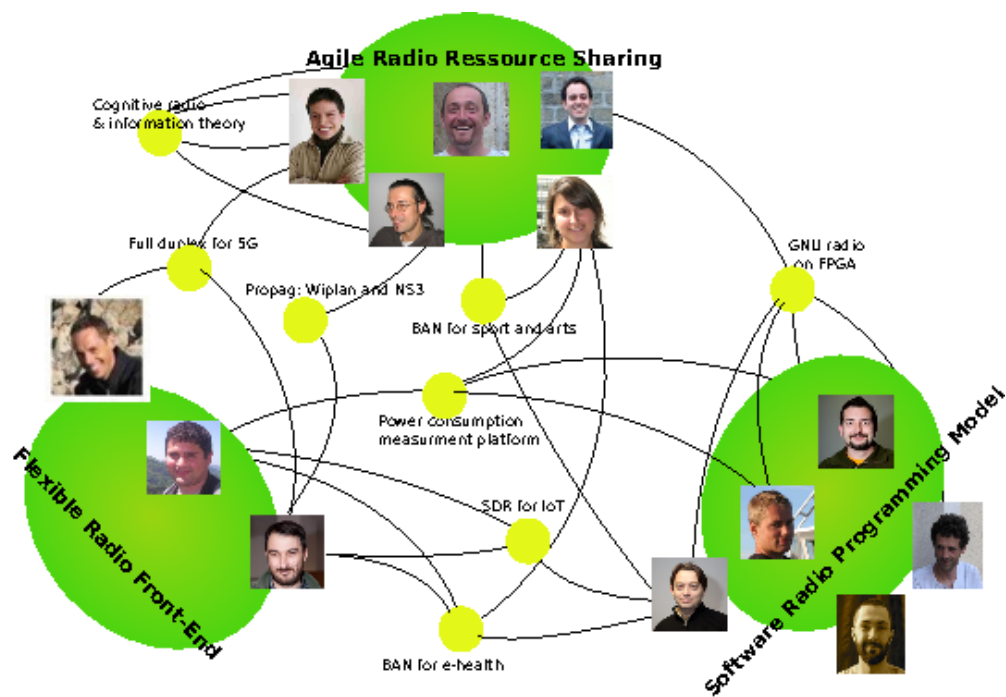 Agile Radio Ressource Sharing
Cognitive radio
& information theory
Full duplex for 5G
GNU radio
on FPGA
Propag: Wiplan and NS3
BAN for sport and arts
Power consumption
measurment platform
Flexible Radio Front-End
SDR for IoT
Software Radio Programming Model
BAN for e-health